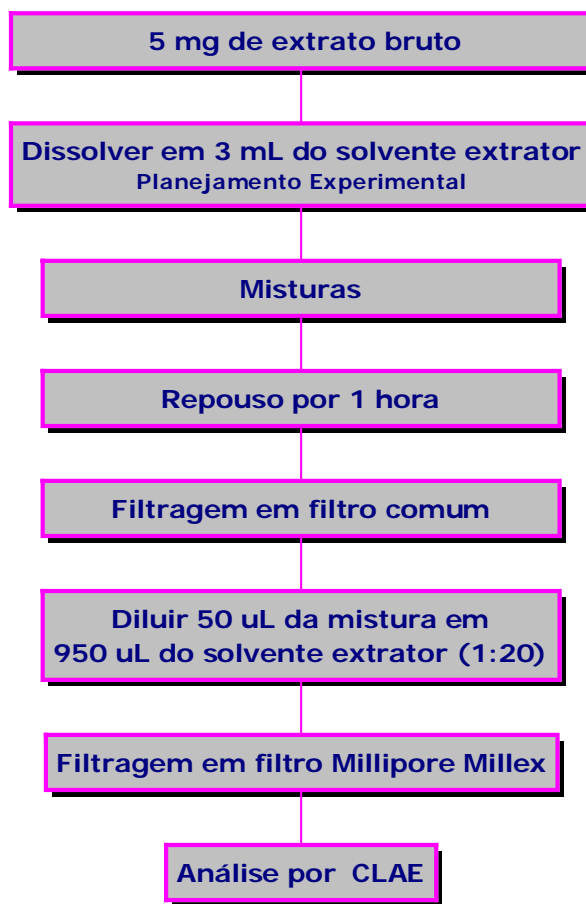 5 mg de extrato bruto
Dissolver em 3 mL do solvente extrator
Planejamento Experimental
Misturas
Repouso por 1 hora
Filtragem em filtro comum
Diluir 50 uL da mistura em
950 uL do solvente extrator (1:20)
Filtragem em filtro Millipore Millex
Análise por CLAE